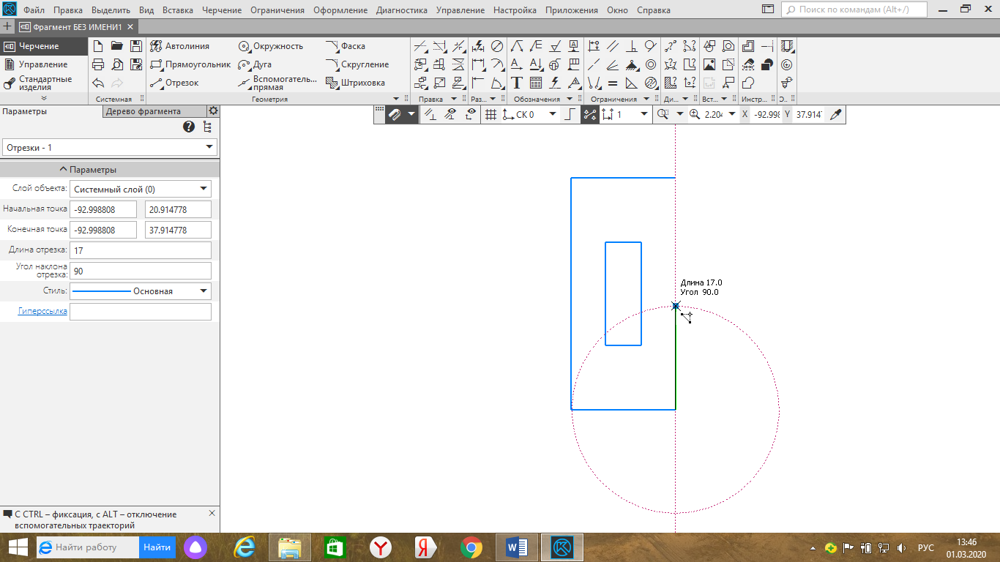 Файл Правка Выделить Вид Вставка Черчение Ограничения Оформление Диагностика Управление Настройка Приложения Окно Справка
Поиск по командам (Alt+/)
Фрагмент БЕЗ ИМЕНИ1
Черчение
Управление
Стандартные
изделия
Системная
Автолиния
Окружность
Фаска
Прямоугольник
Дуга
Скругление
Отрезок
Вспомогатель...
прямая
Штриховка
Геометрия
Правка
Раз...
Обозначения
Ограничения
Ди...
Вст...
Инстр...
Э..
Параметры
Дерево фрагмента
СК 0
1
2.204
X -92.998
Y 37.914
Отрезки - 1
Параметры
Слой объекта: Системный слой (0)
Начальная точка -92.998808 20.914778
Конечная точка -92.998808 37.914778
Длина отрезка: 17
Угол наклона
отрезка: 90
Стиль: Основная
Гиперссылка
Длина 17.0
Угол 90.0
С CTRL – фиксация, с ALT – отключение
вспомогательных траекторий
Найти работу
Найти
РУС
13:46
01.03.2020